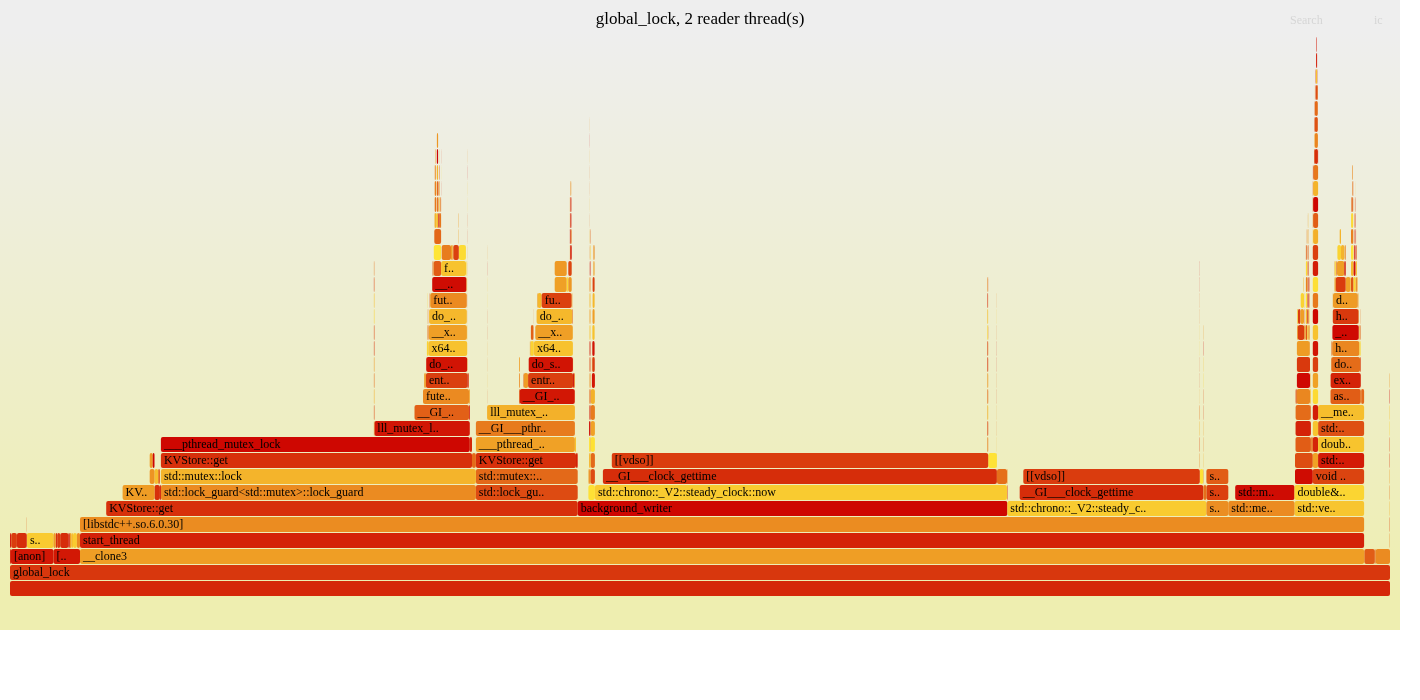 global_lock, 2 reader thread(s)
Search
ic
f..
__..
fut..
fu..
d..
do_..
do_..
h..
__x..
__x..
_..
x64..
x64..
h..
do_..
do_s..
do..
ent..
entr..
ex..
fute..
__GI_..
as..
__GI_..
lll_mutex_..
__me..
lll_mutex_l..
__GI___pthr..
std:..
___pthread_mutex_lock
___pthread_..
doub..
KVStore::get
KVStore::get
[[vdso]]
std:..
std::mutex::lock
std::mutex::..
__GI___clock_gettime
[[vdso]]
s..
void ..
KV..
std::lock_guard<std::mutex>::lock_guard
std::lock_gu..
std::chrono::_V2::steady_clock::now
__GI___clock_gettime
s..
std::m..
double&..
KVStore::get
background_writer
std::chrono::_V2::steady_c..
s..
std::me..
std::ve..
[libstdc++.so.6.0.30]
s..
start_thread
[anon]
[..
__clone3
global_lock